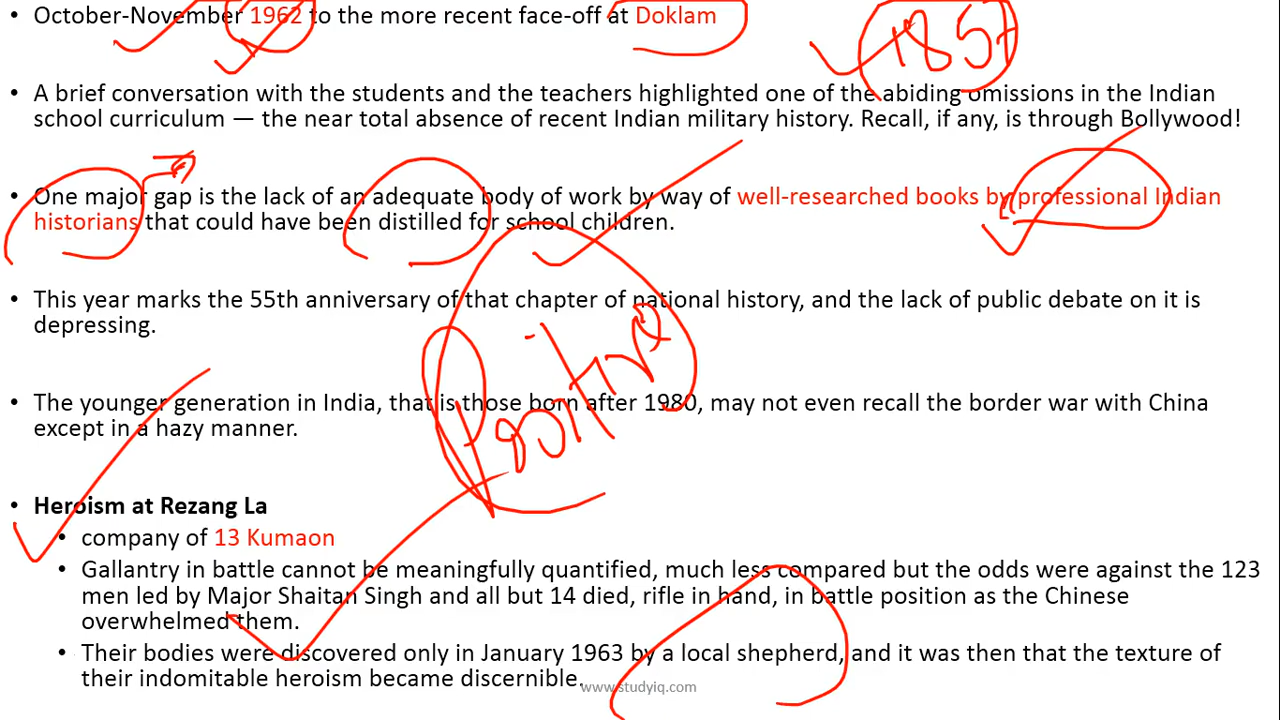 • October-November 1962 to the more recent face-off at Doklam
1857
• A brief conversation with the students and the teachers highlighted one of the abiding omissions in the Indian
school curriculum — the near total absence of recent Indian military history. Recall, if any, is through Bollywood!
• One major gap is the lack of an adequate body of work by way of well-researched books by professional Indian
historians that could have been distilled for school children.
• This year marks the 55th anniversary of that chapter of national history, and the lack of public debate on it is
depressing.
• The younger generation in India, that is those born after 1980, may not even recall the border war with China
except in a hazy manner.
• Heroism at Rezang La
• company of 13 Kumaon
• Gallantry in battle cannot be meaningfully quantified, much less compared but the odds were against the 123
men led by Major Shaitan Singh and all but 14 died, rifle in hand, in battle position as the Chinese
overwhelmed them.
• Their bodies were discovered only in January 1963 by a local shepherd, and it was then that the texture of
their indomitable heroism became discernible.
www.studyiq.com